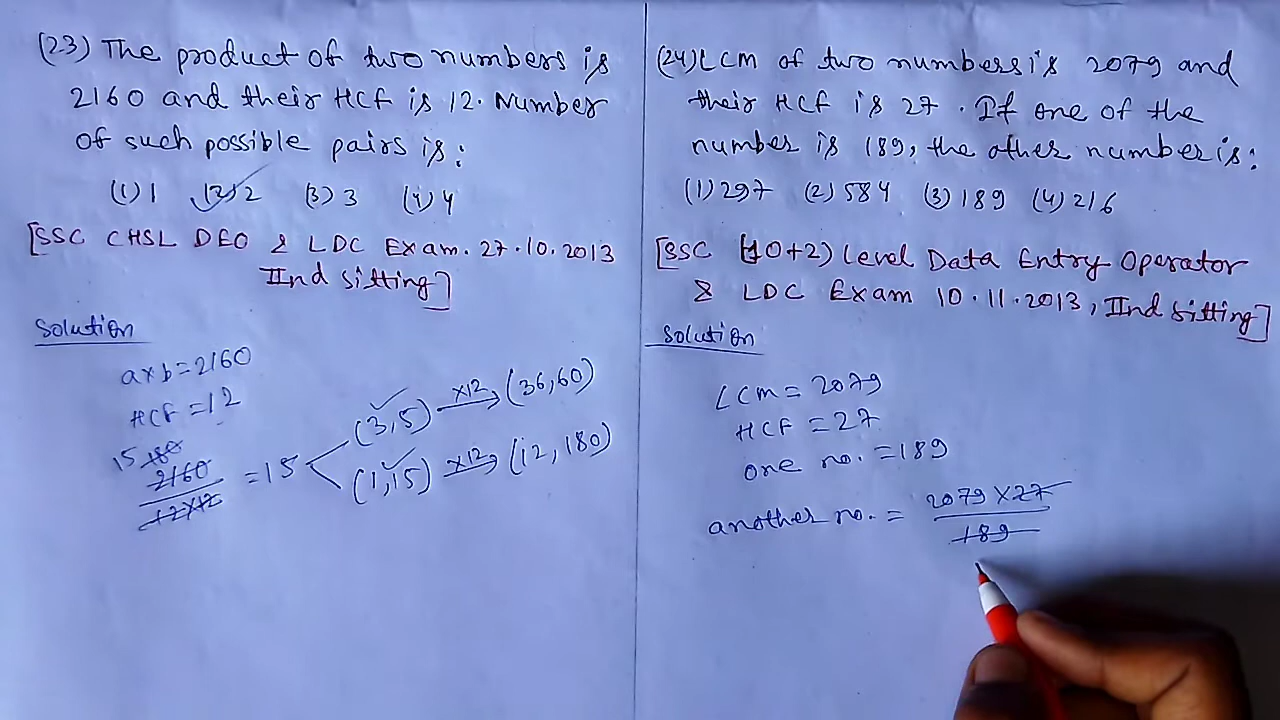 (23) The product of two numbers is
2160 and their HCF is 12. Number
of such possible pairs is:
(1) 1 (2) 2 (3) 3 (4) 4
[SSC CHSL DEO & LDC Exam. 27.10.2013
IInd Sitting]
Solution
a×b=2160
HCF=12
15 180
2160
12×12
=15
(3,5) ×12 (36,60)
(1,15) ×12 (12,180)
(24) LCM of two numbers is 2079 and
their HCF is 27. If one of the
number is 189, the other number is:
(1) 297 (2) 584 (3) 189 (4) 216
[SSC (10+2) Level Data Entry Operator
& LDC Exam 10.11.2013, IInd Sitting]
Solution
LCM = 2079
HCF = 27
one no. = 189
another no. = 2079 × 27
189